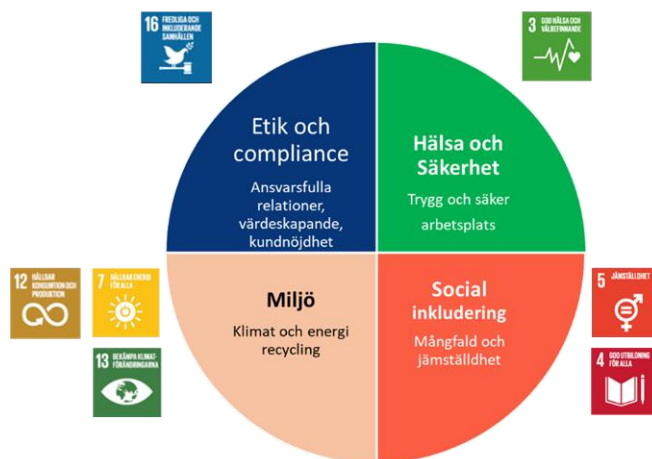 16 FREDLIGA OCH
INKLUDERANDE
SAMHÄLLEN
3 GOD HÄLSA OCH
VÄLBEFINNANDE
Etik och
compliance
Ansvarsfulla
relationer,
värdeskapande,
kundnöjdhet
Hälsa och
Säkerhet
Trygg och säker
arbetsplats
12 HÅLLBAR
KONSUMTION OCH
PRODUKTION
7 HÅLLBAR ENERGI
FÖR ALLA
13 BEKÄMPA KLIMAT-
FÖRÄNDRINGARNA
Miljö
Klimat och energi
recycling
Social
inkludering
Mångfald och
jämställdhet
5 JÄMSTÄLLDHET
4 GOD UTBILDNING
FÖR ALLA